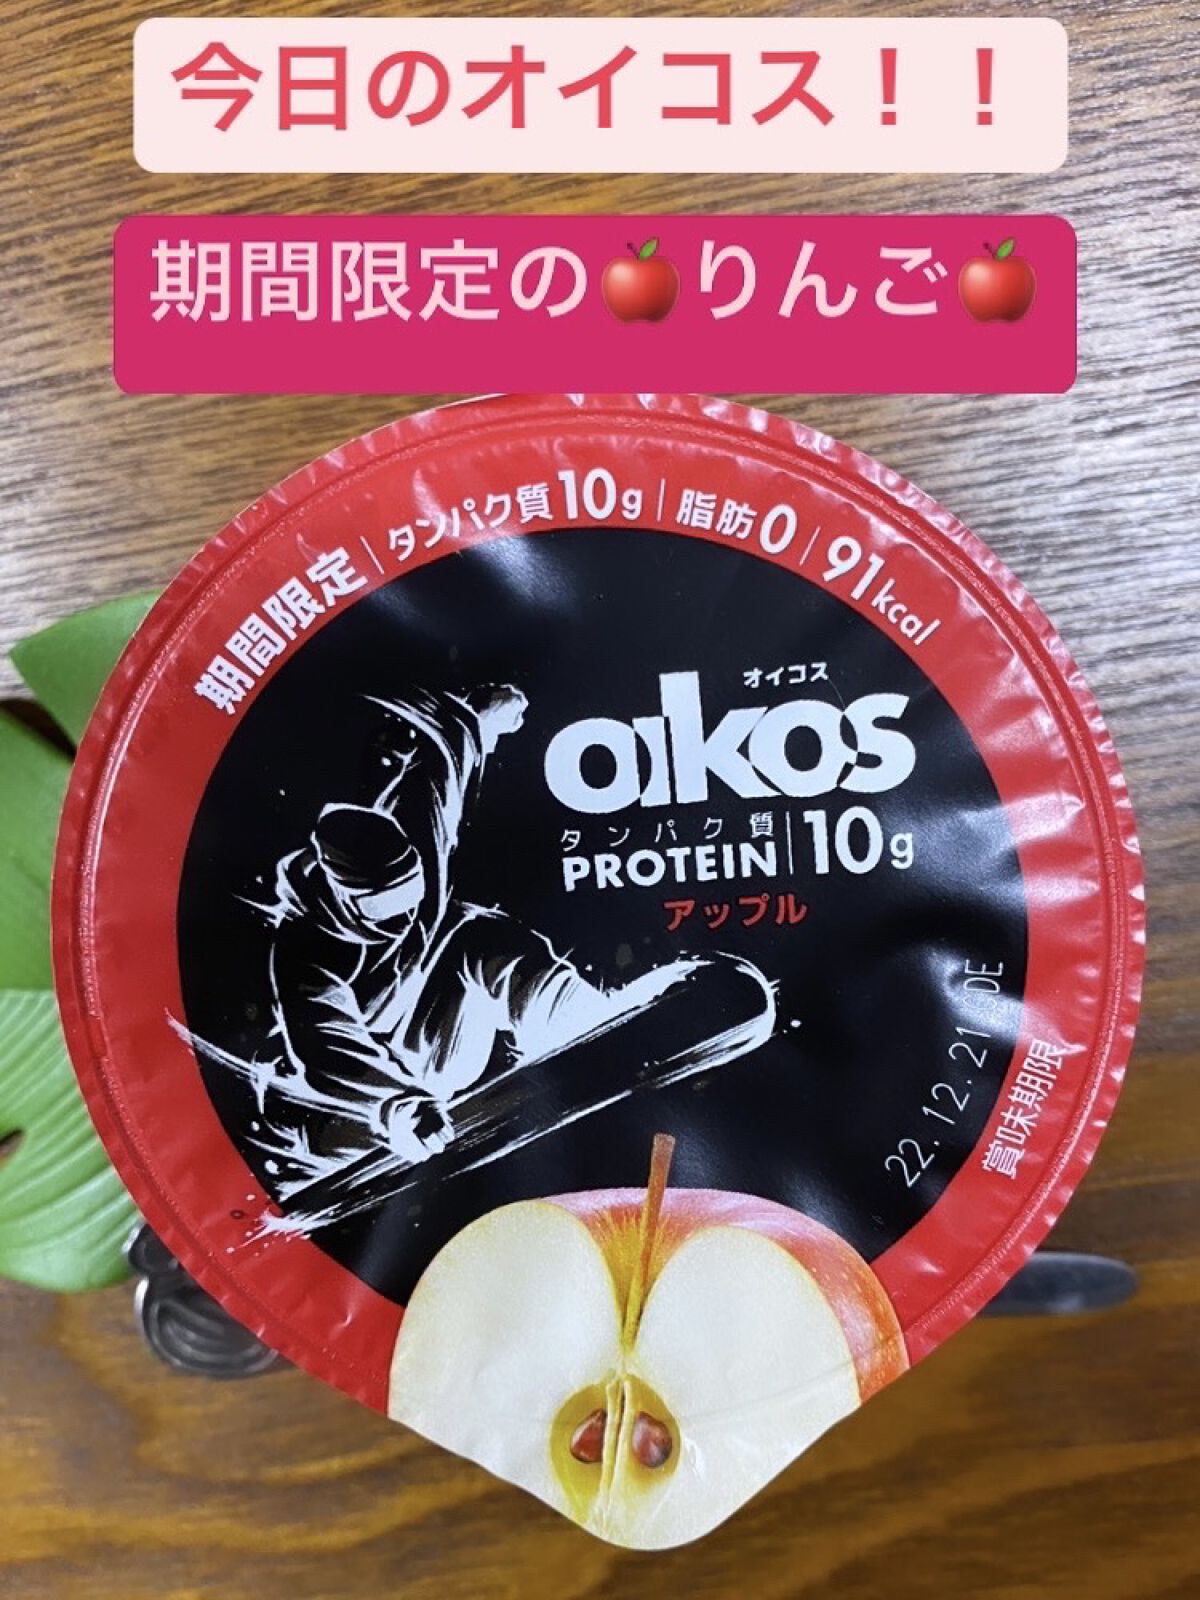 今日のオイコス！！
期間限定の🍎りんご🍎
期間限定｜タンパク質10g｜脂肪0｜91kcal
オイコス
oikos
タンパク質
PROTEIN｜10g
アップル
22.12.21
賞味期限